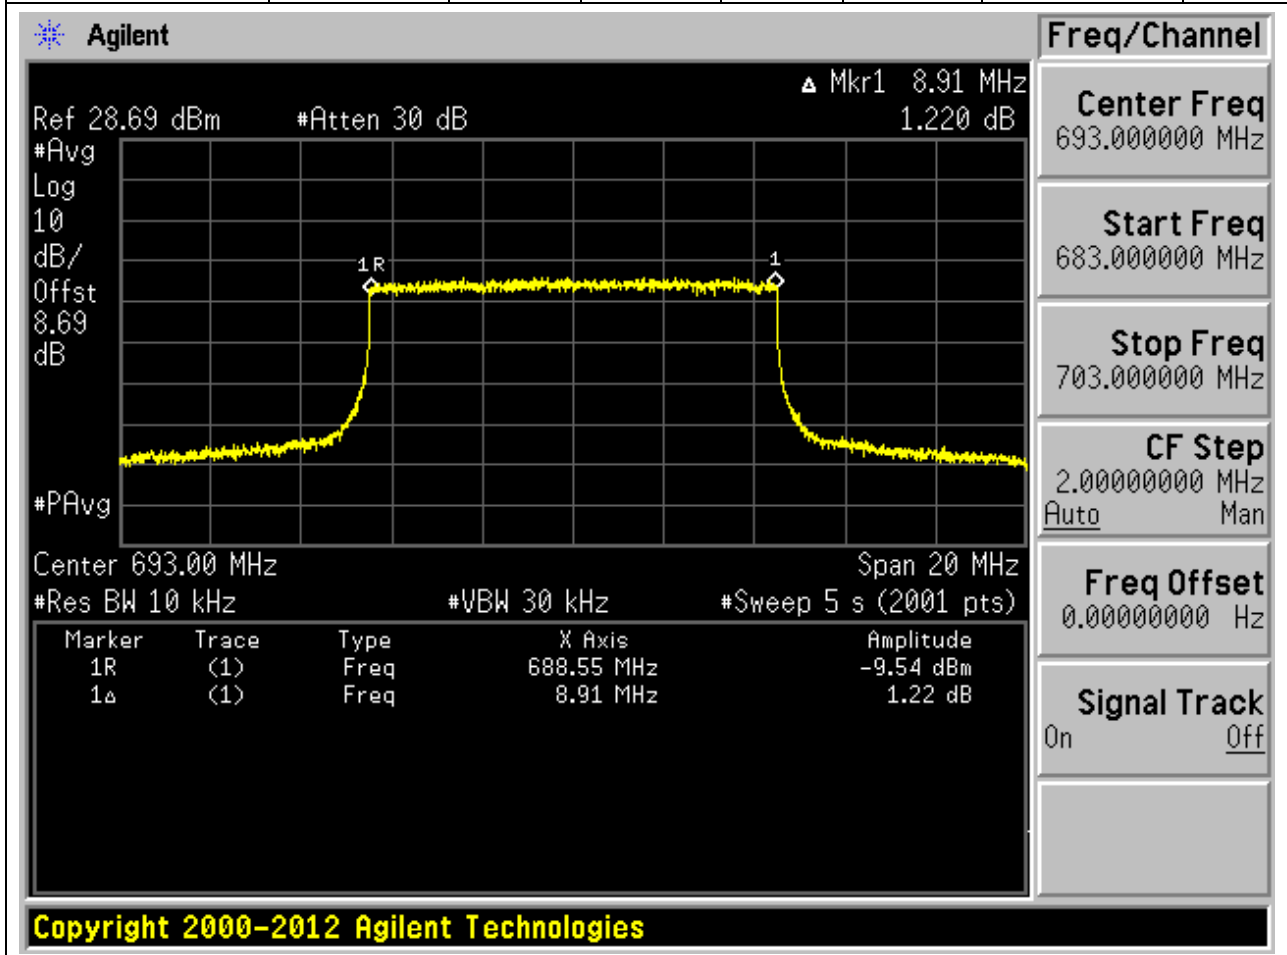 Agilent
Freq/Channel
▵ Mkr1 8.91 MHz
Ref 28.69 dBm #Atten 30 dB 1.220 dB
#Avg
Log
10
dB/
Offst
8.69
dB
1R
1
#PAvg
Center 693.00 MHz Span 20 MHz
#Res BW 10 kHz #VBW 30 kHz #Sweep 5 s (2001 pts)
Marker Trace Type X Axis Amplitude
1R (1) Freq 688.55 MHz -9.54 dBm
1▵ (1) Freq 8.91 MHz 1.22 dB
Center Freq
693.000000 MHz
Start Freq
683.000000 MHz
Stop Freq
703.000000 MHz
CF Step
2.00000000 MHz
Auto Man
Freq Offset
0.00000000 Hz
Signal Track
On Off
Copyright 2000-2012 Agilent Technologies